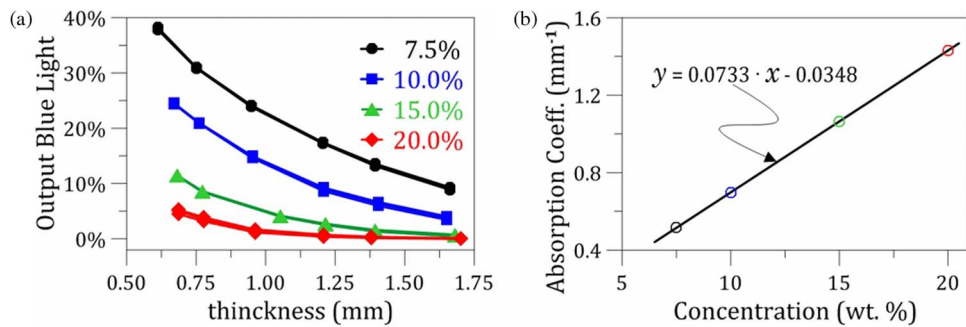 (a)
Output Blue Light
40%
30%
20%
10%
0%
7.5%
10.0%
15.0%
20.0%
0.50 0.75 1.00 1.25 1.50 1.75
thinckness (mm)
(b)
Absorption Coeff. (mm⁻¹)
1.6
1.2
0.8
0.4
y = 0.0733 · x - 0.0348
5 10 15 20
Concentration (wt. %)